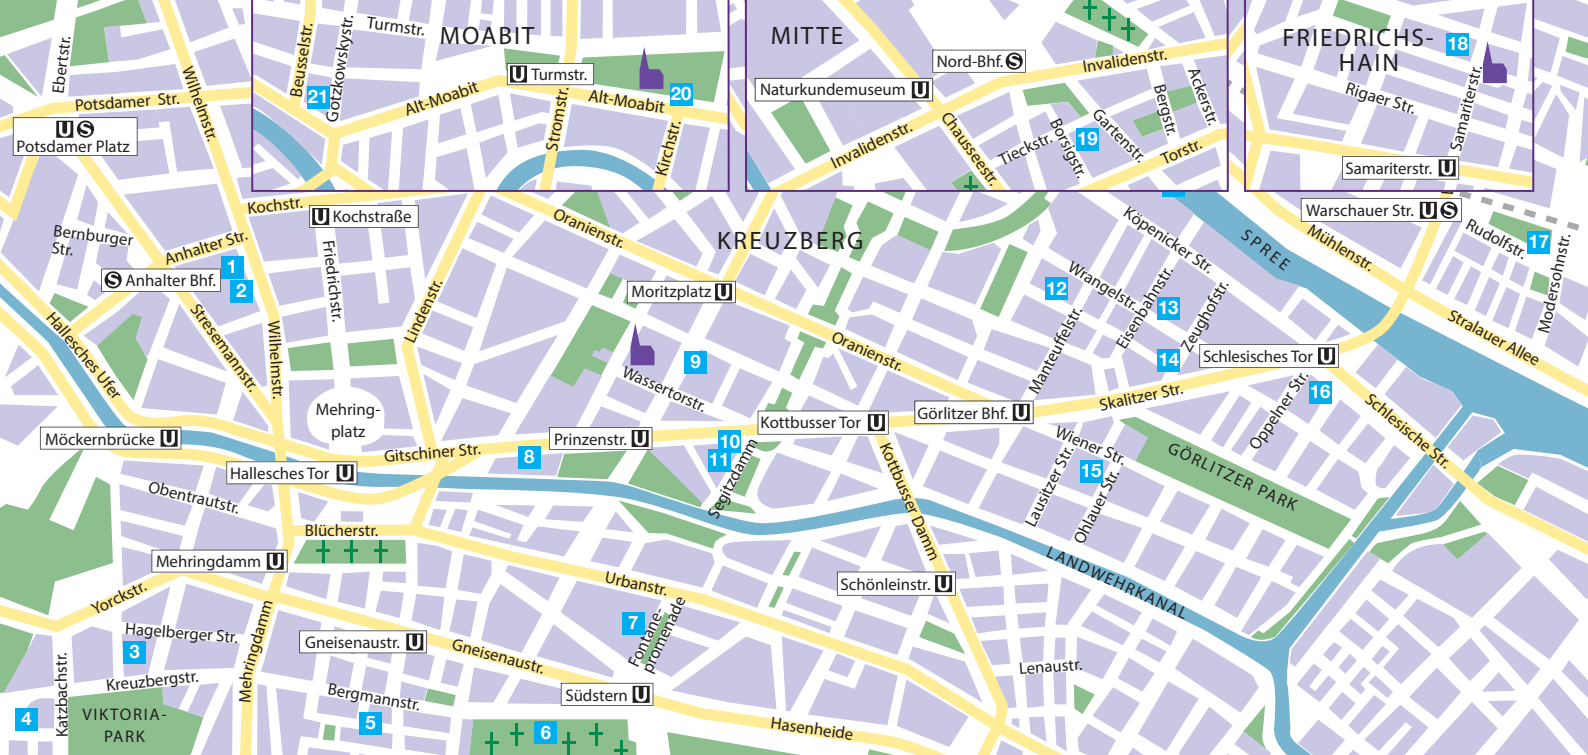 MOABIT
Turmstr.
Beusselstr.
Gotzkowskystr.
21
Alt-Moabit
U Turmstr.
Stromstr.
Alt-Moabit
20
Kirchstr.
MITTE
Nord-Bhf. S
Naturkundemuseum U
Invalidenstr.
Invalidenstr.
Chausseestr.
Tieckstr.
Borsigstr.
19
Gartenstr.
Bergstr.
Ackerstr.
Torstr.
FRIEDRICHS-
HAIN
18
Rigaer Str.
Samariterstr.
Samariterstr. U
Ebertstr.
Potsdamer Str.
Wilhelmstr.
U S
Potsdamer Platz
Kochstr.
U Kochstraße
Bernburger
Str.
Anhalter Str.
S Anhalter Bhf.
1
2
Friedrichstr.
Stresemannstr.
Wilhelmstr.
Lindenstr.
Hallesches Ufer
Mehring-
platz
Möckernbrücke U
Hallesches Tor U
Gitschiner Str.
Oranienstr.
KREUZBERG
Moritzplatz U
Oranienstr.
9
Wassertorstr.
8
Prinzenstr. U
10
11
Segitzdamm
Kottbusser Tor U
Görlitzer Bhf. U
Kottbusser Damm
Köpenicker Str.
SPREE
Warschauer Str. U S
Mühlenstr.
Rudolfstr.
17
Modersohnstr.
Stralauer Allee
12
Wrangelstr.
Eisenbahnstr.
13
Zeughofstr.
Manteuffelstr.
14
Schlesisches Tor U
Skalitzer Str.
Oppelner Str.
16
Schlesische Str.
Wiener Str.
15
Lausitzer Str.
Ohlauer Str.
GÖRLITZER PARK
LANDWEHRKANAL
Obentrautstr.
Blücherstr.
Mehringdamm U
Yorckstr.
Hagelberger Str.
3
Mehringdamm
Kreuzbergstr.
Katzbachstr.
4
VIKTORIA-
PARK
Gneisenaustr. U
Gneisenaustr.
Bergmannstr.
5
6
Urbanstr.
7
Fontane-
promenade
Südstern U
Hasenheide
Schönleinstr. U
Lenaustr.